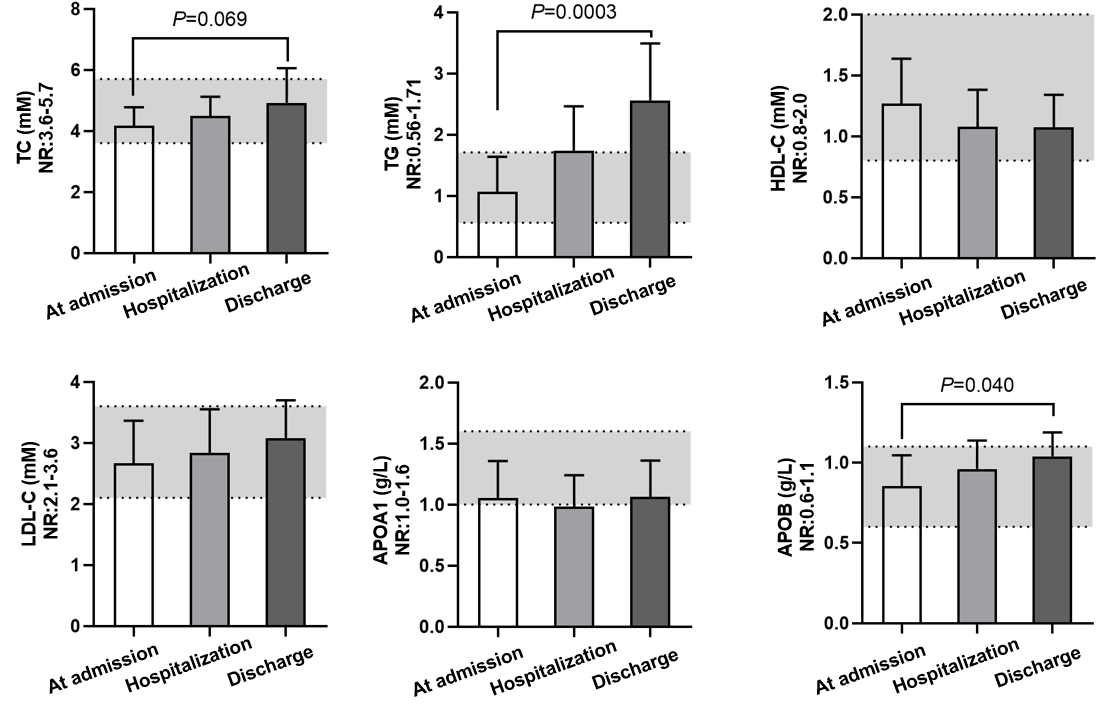 P=0.069
TC (mM)
NR:3.6-5.7
8
6
4
2
0
At admission
Hospitalization
Discharge
P=0.0003
TG (mM)
NR:0.56-1.71
4
3
2
1
0
At admission
Hospitalization
Discharge
HDL-C (mM)
NR:0.8-2.0
2.0
1.5
1.0
0.5
0.0
At admission
Hospitalization
Discharge
LDL-C (mM)
NR:2.1-3.6
4
3
2
1
0
At admission
Hospitalization
Discharge
APOA1 (g/L)
NR:1.0-1.6
2.0
1.5
1.0
0.5
0.0
At admission
Hospitalization
Discharge
P=0.040
APOB (g/L)
NR:0.6-1.1
1.5
1.0
0.5
0.0
At admission
Hospitalization
Discharge